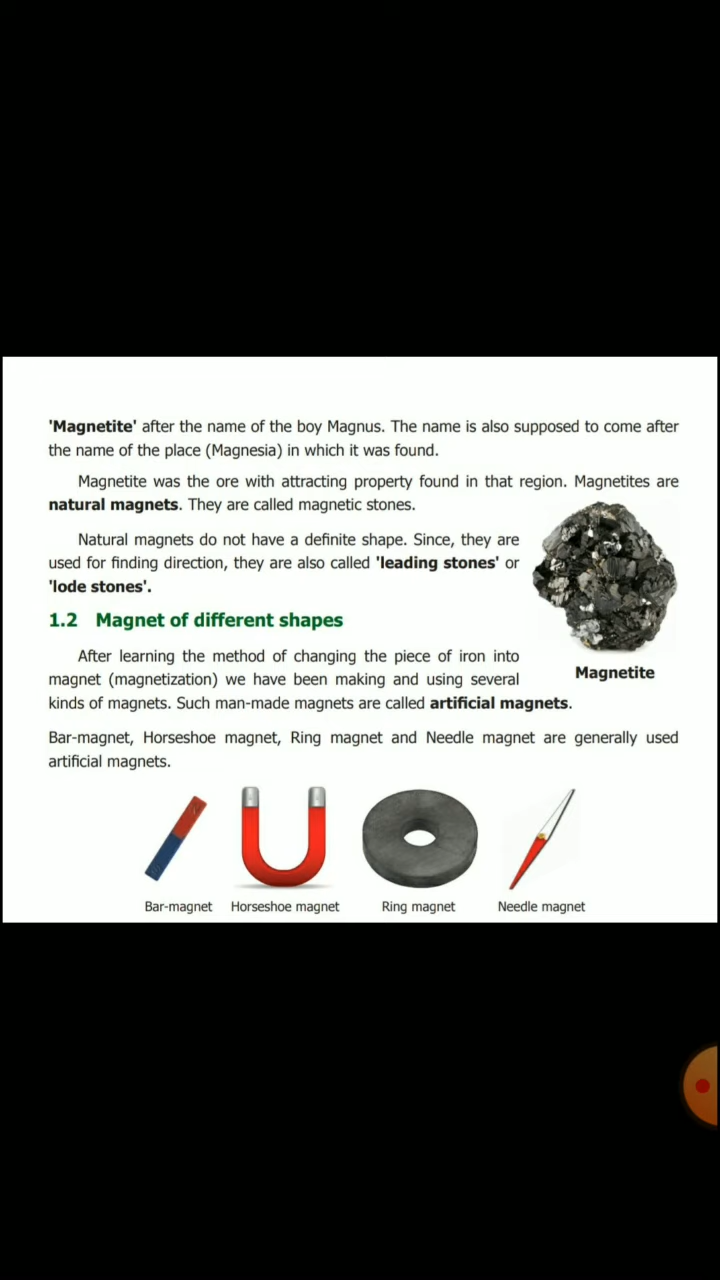 'Magnetite' after the name of the boy Magnus. The name is also supposed to come after
the name of the place (Magnesia) in which it was found.
Magnetite was the ore with attracting property found in that region. Magnetites are
natural magnets. They are called magnetic stones.
Natural magnets do not have a definite shape. Since, they are
used for finding direction, they are also called 'leading stones' or
'lode stones'.
1.2 Magnet of different shapes
After learning the method of changing the piece of iron into
magnet (magnetization) we have been making and using several
kinds of magnets. Such man-made magnets are called artificial magnets.
Magnetite
Bar-magnet, Horseshoe magnet, Ring magnet and Needle magnet are generally used
artificial magnets.
Bar-magnet Horseshoe magnet Ring magnet Needle magnet